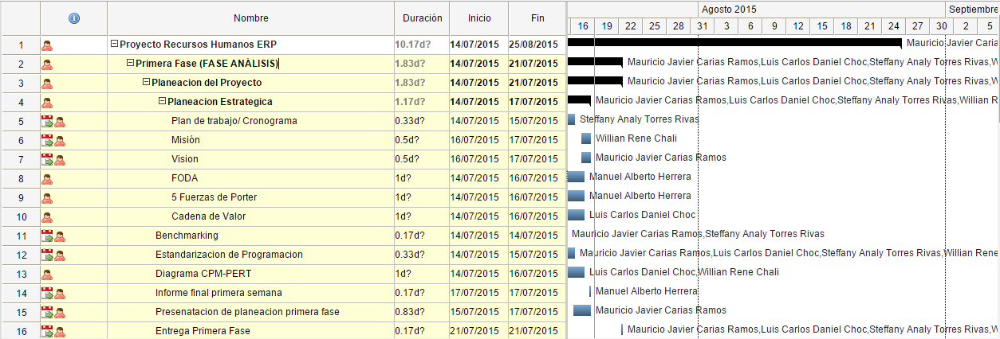 Nombre Duración Inicio Fin Agosto 2015 Septiembre
16 19 22 25 28 31 3 6 9 12 15 18 21 24 27 30 2 5
1 Proyecto Recursos Humanos ERP 10.17d? 14/07/2015 25/08/2015 Mauricio Javier Caria
2 Primera Fase (FASE ANÀLISIS) 1.83d? 14/07/2015 21/07/2015 Mauricio Javier Carias Ramos,Luis Carlos Daniel Choc,Steffany Analy Torres Rivas,W
3 Planeacion del Proyecto 1.83d? 14/07/2015 21/07/2015 Mauricio Javier Carias Ramos,Luis Carlos Daniel Choc,Steffany Analy Torres Rivas,W
4 Planeacion Estrategica 1.17d? 14/07/2015 17/07/2015 Mauricio Javier Carias Ramos,Luis Carlos Daniel Choc,Steffany Analy Torres Rivas,Willian R
5 Plan de trabajo/ Cronograma 0.33d? 14/07/2015 15/07/2015 Steffany Analy Torres Rivas
6 Misión 0.5d? 16/07/2015 17/07/2015 Willian Rene Chali
7 Vision 0.5d? 16/07/2015 17/07/2015 Mauricio Javier Carias Ramos
8 FODA 1d? 14/07/2015 16/07/2015 Manuel Alberto Herrera
9 5 Fuerzas de Porter 1d? 14/07/2015 16/07/2015 Manuel Alberto Herrera
10 Cadena de Valor 1d? 14/07/2015 16/07/2015 Luis Carlos Daniel Choc
11 Benchmarking 0.17d? 14/07/2015 14/07/2015 Mauricio Javier Carias Ramos,Steffany Analy Torres Rivas
12 Estandarizacion de Programacion 0.33d? 14/07/2015 15/07/2015 Mauricio Javier Carias Ramos,Luis Carlos Daniel Choc,Steffany Analy Torres Rivas,Willian Rene
13 Diagrama CPM-PERT 1d? 14/07/2015 16/07/2015 Luis Carlos Daniel Choc,Willian Rene Chali
14 Informe final primera semana 0.17d? 17/07/2015 17/07/2015 Manuel Alberto Herrera
15 Presenatacion de planeacion primera fase 0.83d? 15/07/2015 17/07/2015 Mauricio Javier Carias Ramos
16 Entrega Primera Fase 0.17d? 21/07/2015 21/07/2015 Mauricio Javier Carias Ramos,Luis Carlos Daniel Choc,Steffany Analy Torres Rivas,W